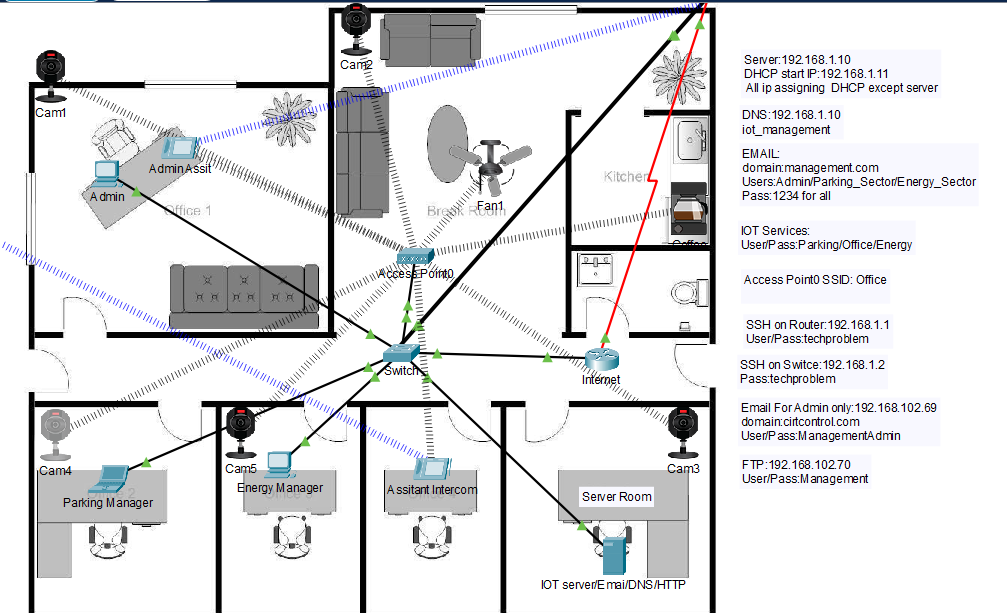 Cam1
Cam2
Admin Assit
Admin
Office 1
Fan1
Break Room
Kitchen
Coffee
Access Point0
Switch
Internet
Cam4
Parking Manager
Cam5
Energy Manager
Assitant Intercom
Cam3
Server Room
IOT server/Emai/DNS/HTTP
Server:192.168.1.10
DHCP start IP:192.168.1.11
All ip assigning DHCP except server
DNS:192.168.1.10
iot_management
EMAIL:
domain:management.com
Users:Admin/Parking_Sector/Energy_Sector
Pass:1234 for all
IOT Services:
User/Pass:Parking/Office/Energy
Access Point0 SSID: Office
SSH on Router:192.168.1.1
User/Pass:techproblem
SSH on Switce:192.168.1.2
Pass:techproblem
Email For Admin only:192.168.102.69
domain:cirtcontrol.com
User/Pass:ManagementAdmin
FTP:192.168.102.70
User/Pass:Management